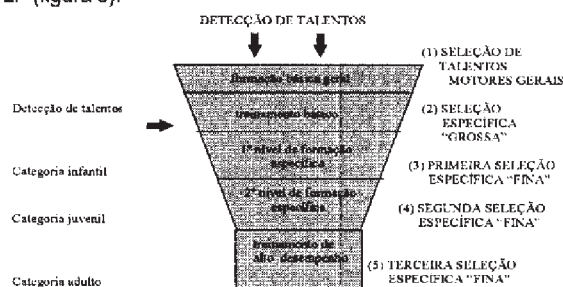 2. (figura 3).
DETECÇÃO DE TALENTOS
(1) SELEÇÃO DE
TALENTOS
MOTORES GERAIS
formação básica geral
Detecção de talentos
treinamento básico
(2) SELEÇÃO
ESPECÍFICA
"GROSSA"
1º nível de formação
específica
(3) PRIMEIRA SELEÇÃO
ESPECÍFICA "FINA"
Categoria infantil
2º nível de formação
específica
(4) SEGUNDA SELEÇÃO
ESPECÍFICA "FINA"
Categoria juvenil
treinamento de
alto desempenho
(5) TERCEIRA SELEÇÃO
ESPECÍFICA "FINA"
Categoria adulto